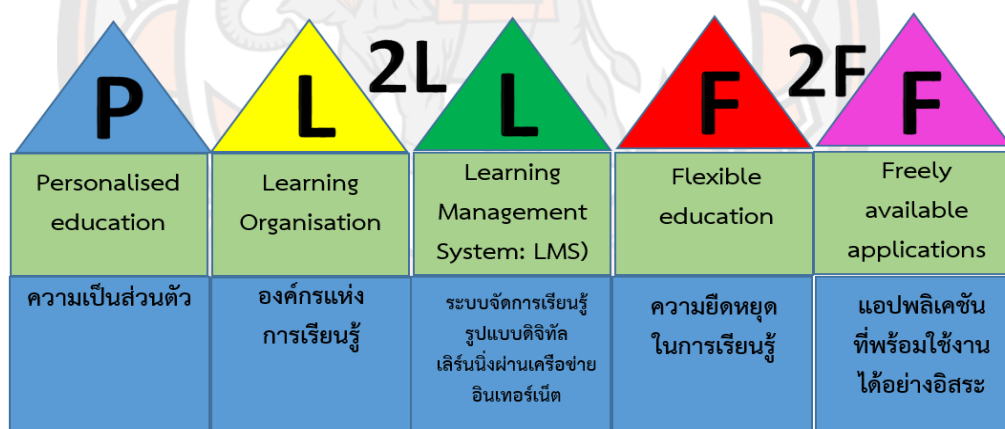 P
L
2L
L
F
2F
F
Personalised
education
Learning
Organisation
Learning
Management
System: LMS)
Flexible
education
Freely
available
applications
ความเป็นส่วนตัว
องค์กรแห่ง
การเรียนรู้
ระบบจัดการเรียนรู้
รูปแบบดิจิทัล
เลิร์นนิ่งผ่านเครือข่าย
อินเทอร์เน็ต
ความยืดหยุด
ในการเรียนรู้
แอปพลิเคชัน
ที่พร้อมใช้งาน
ได้อย่างอิสระ